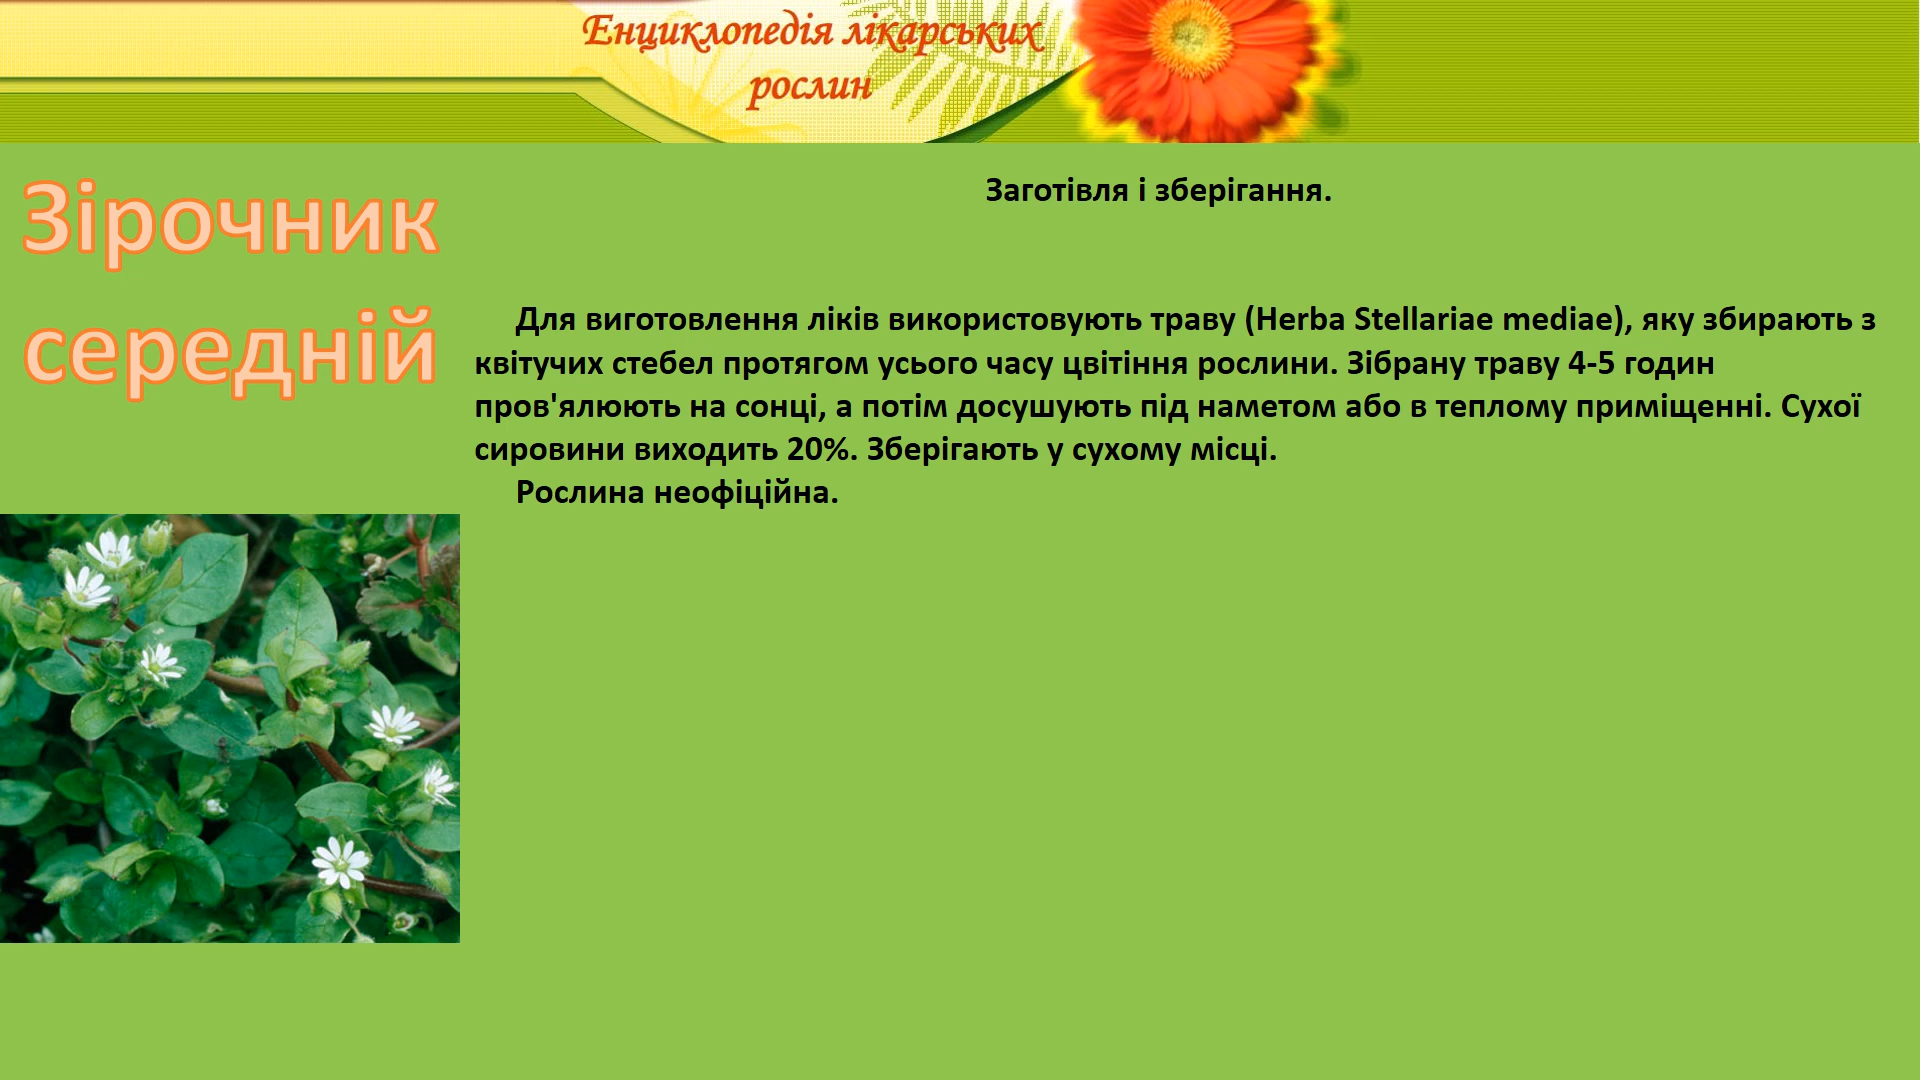 Енциклопедія лікарських
рослин
Зірочник
середній
Заготівля і зберігання.
Для виготовлення ліків використовують траву (Herba Stellariae mediae), яку збирають з
квітучих стебел протягом усього часу цвітіння рослини. Зібрану траву 4-5 годин
пров'ялюють на сонці, а потім досушують під наметом або в теплому приміщенні. Сухої
сировини виходить 20%. Зберігають у сухому місці.
Рослина неофіційна.